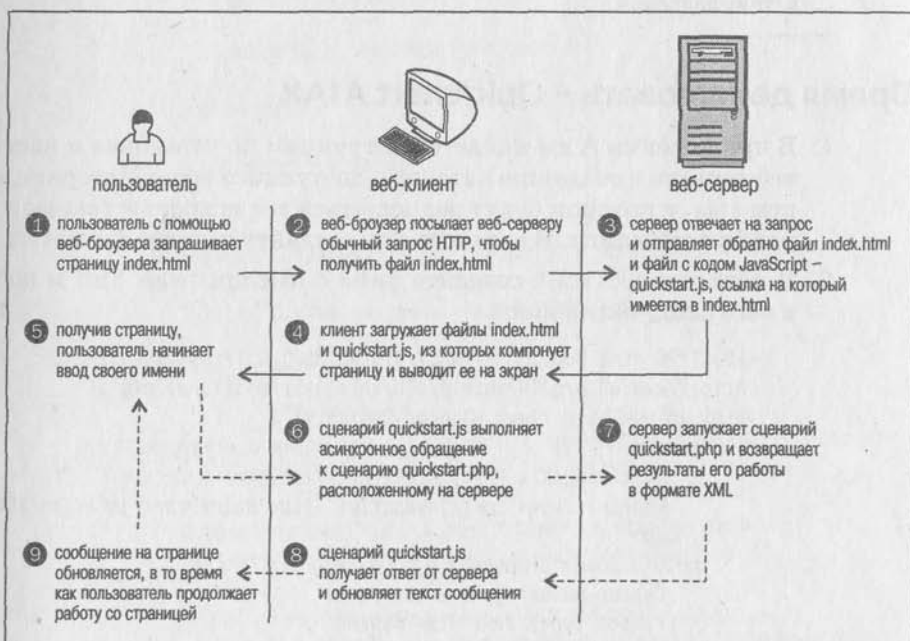 Время действовать – Quickstart AJAX
пользователь
веб-клиент
веб-сервер
1 пользователь с помощью
веб-броузера запрашивает
страницу index.html
2 веб-броузер посылает веб-серверу
обычный запрос HTTP, чтобы
получить файл index.html
3 сервер отвечает на запрос
и отправляет обратно файл index.html
и файл с кодом JavaScript –
quickstart.js, ссылка на который
имеется в index.html
5 получив страницу,
пользователь начинает
ввод своего имени
4 клиент загружает файлы index.html
и quickstart.js, из которых компонует
страницу и выводит ее на экран
6 сценарий quickstart.js выполняет
асинхронное обращение
к сценарию quickstart.php,
расположенному на сервере
7 сервер запускает сценарий
quickstart.php и возвращает
результаты его работы
в формате XML
9 сообщение на странице
обновляется, в то время
как пользователь продолжает
работу со страницей
8 сценарий quickstart.js
получает ответ от сервера
и обновляет текст сообщения